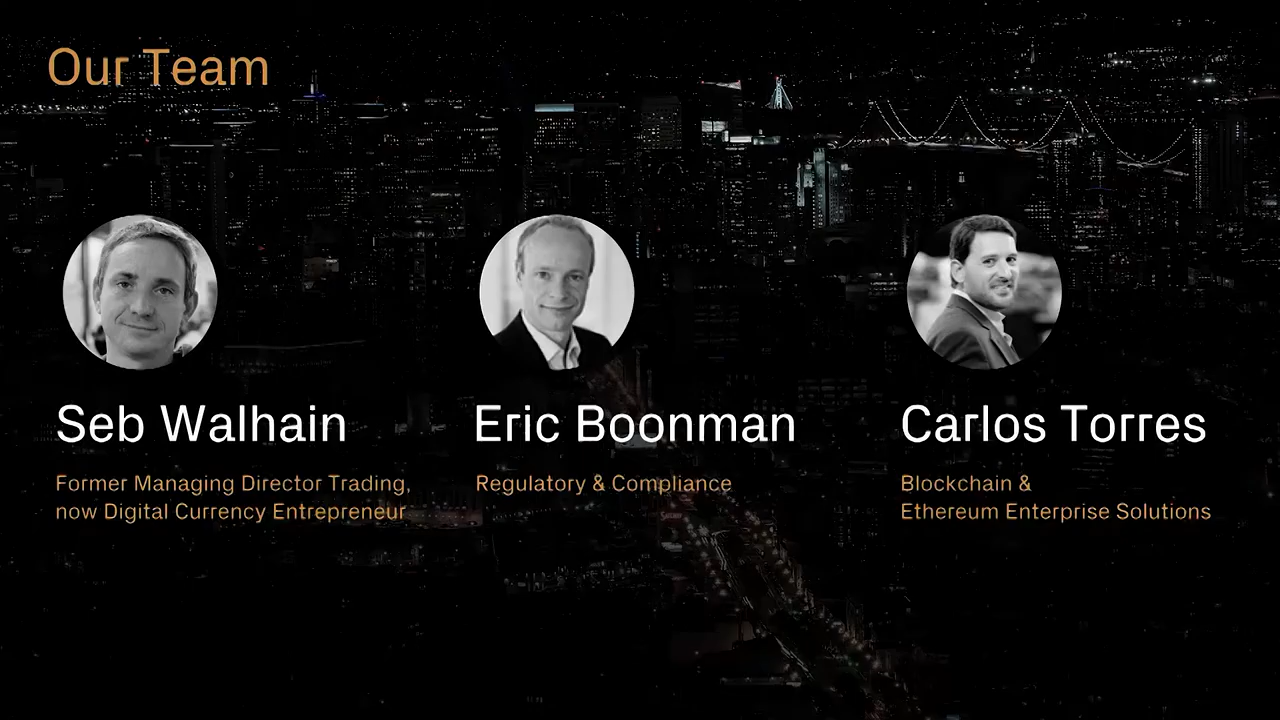 Our Team
Seb Walhain
Former Managing Director Trading,
now Digital Currency Entrepreneur
Eric Boonman
Regulatory & Compliance
Carlos Torres
Blockchain &
Ethereum Enterprise Solutions